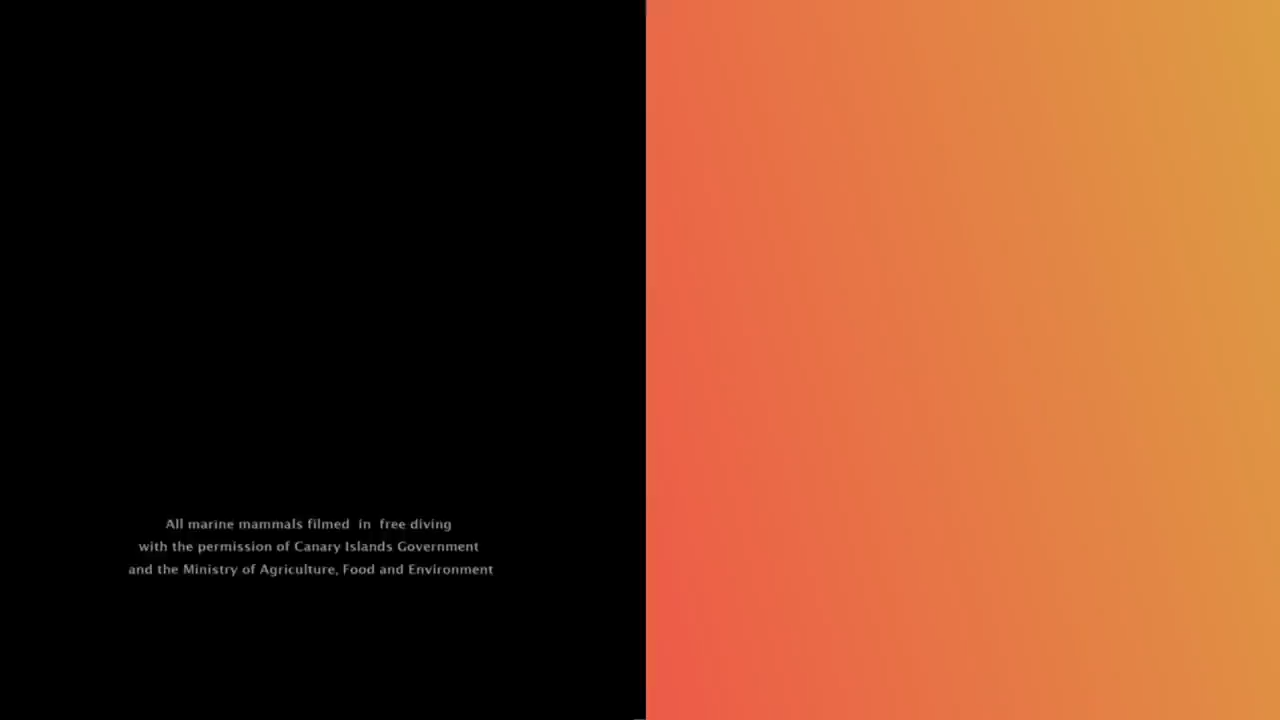 All marine mammals filmed in free diving
with the permission of Canary Islands Government
and the Ministry of Agriculture, Food and Environment